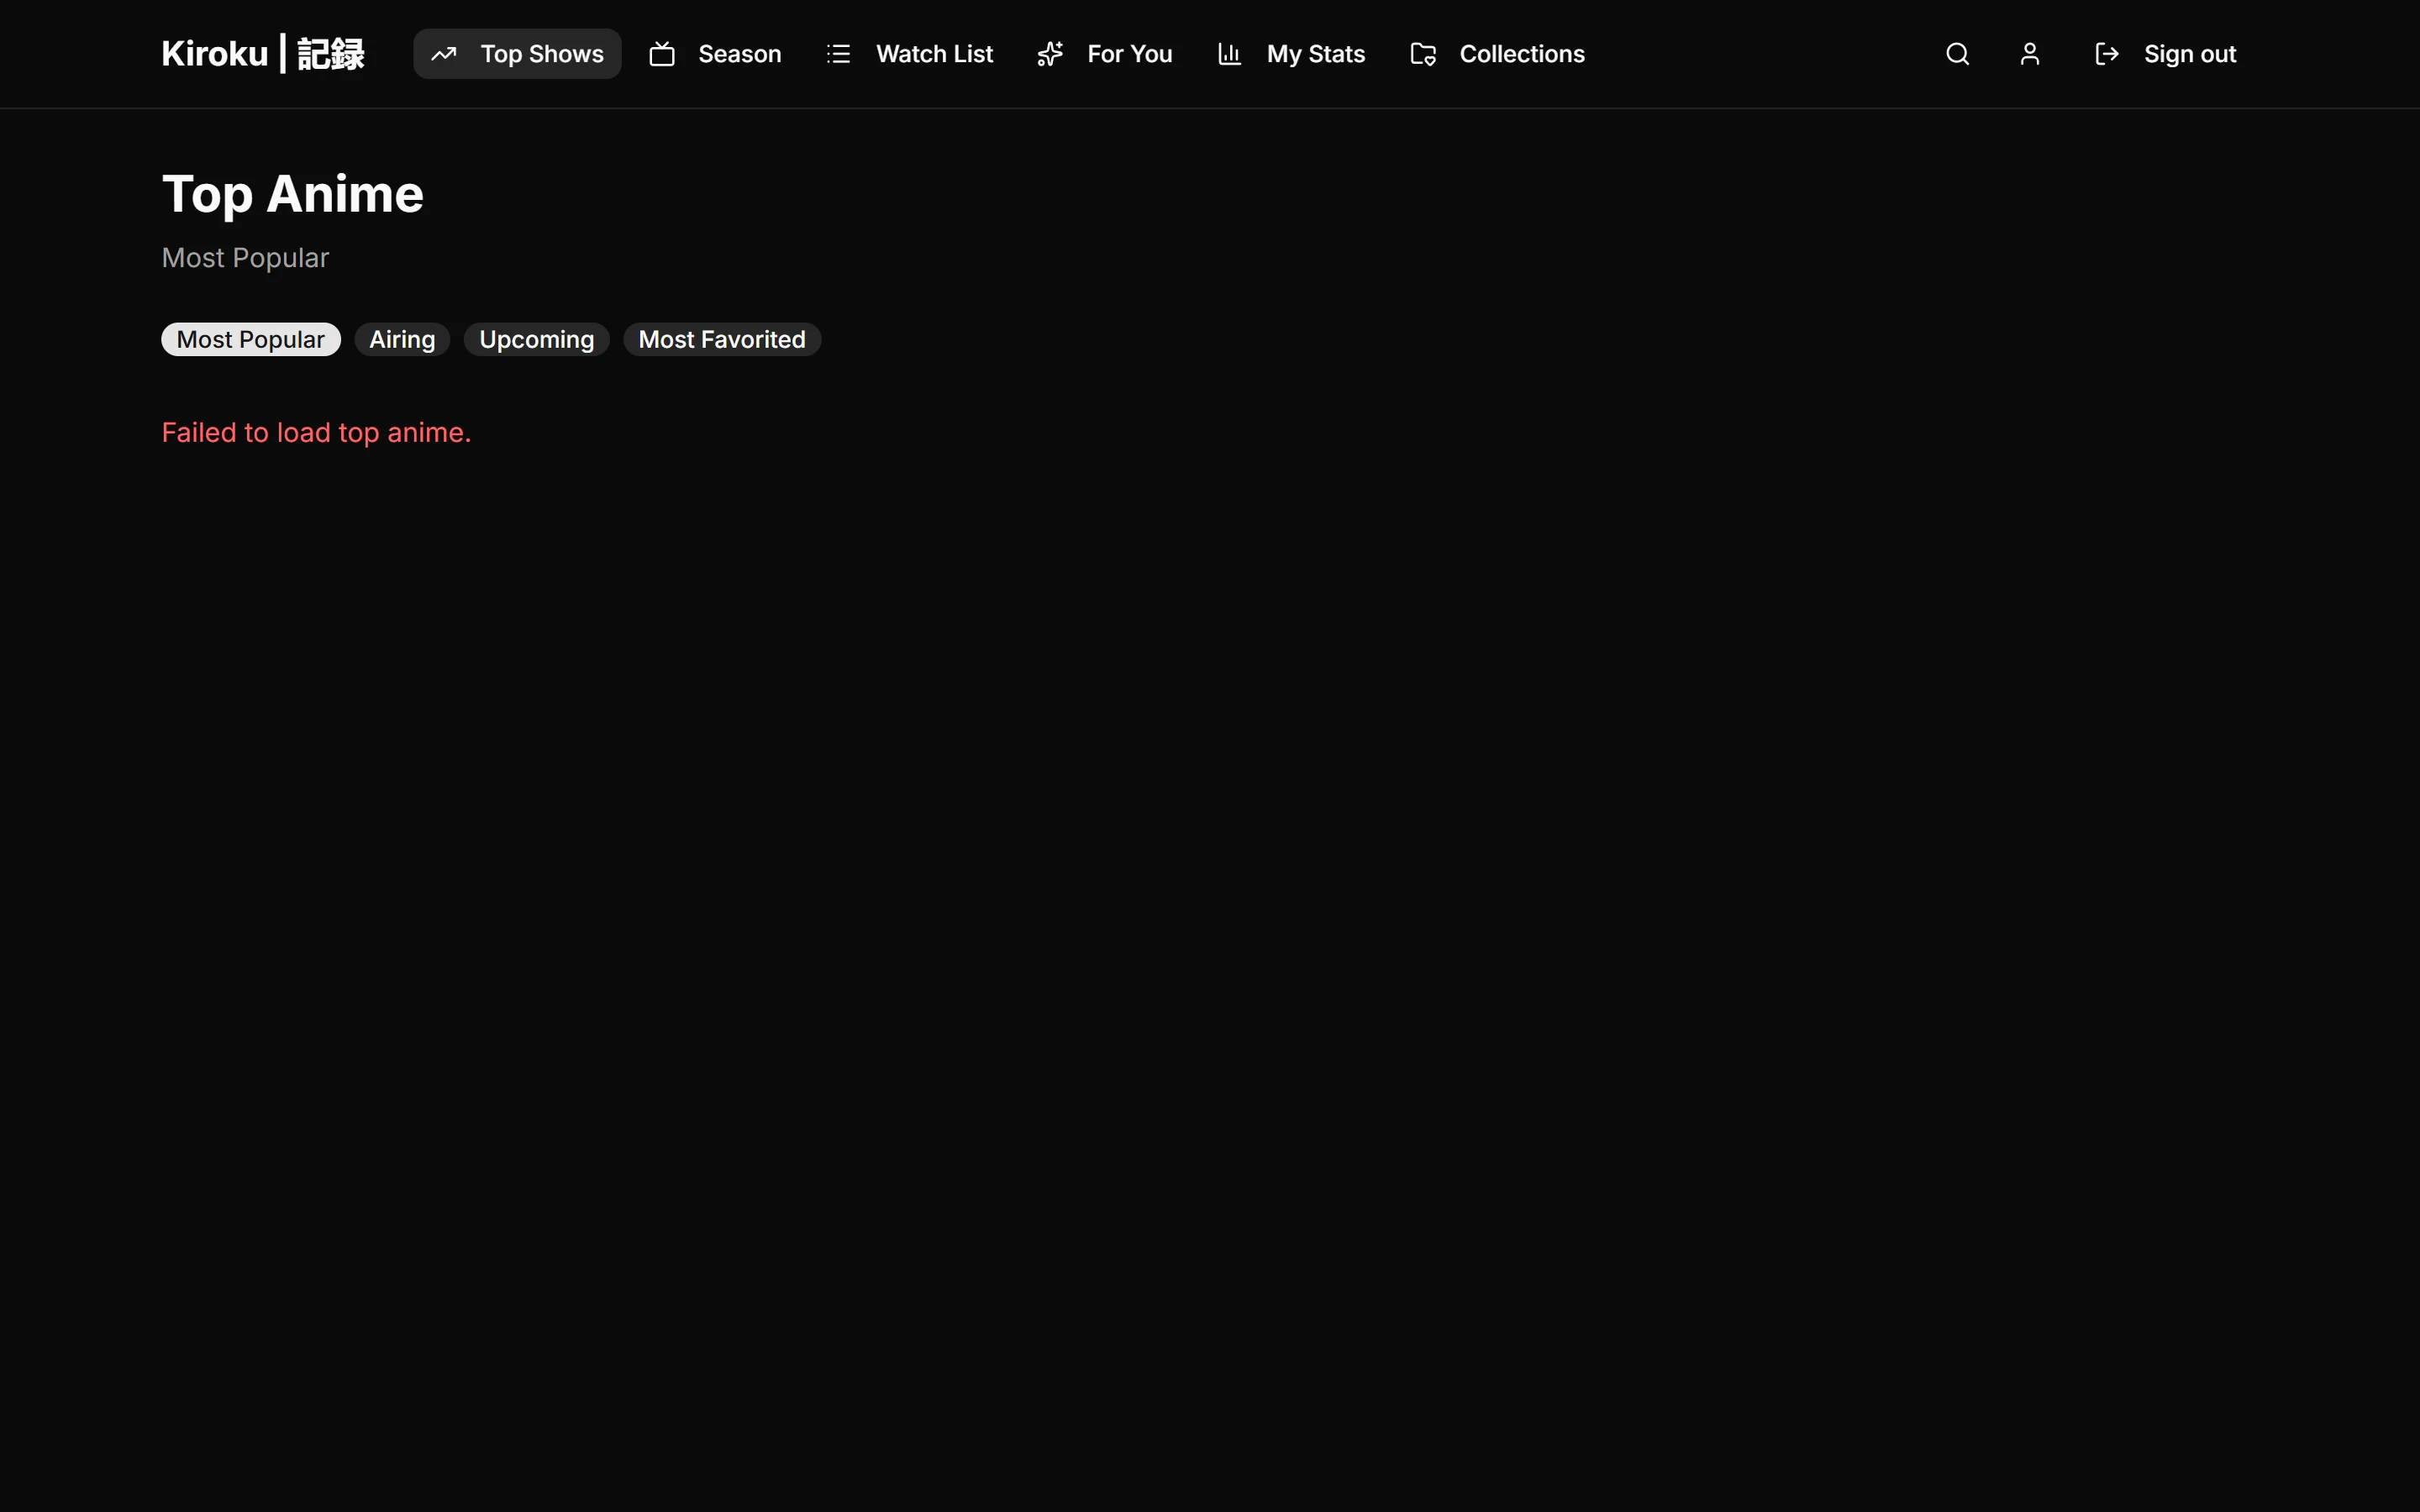 Kiroku | 記録 Top Shows Season Watch List For You My Stats Collections Sign out
Top Anime
Most Popular
Most Popular Airing Upcoming Most Favorited
Failed to load top anime.